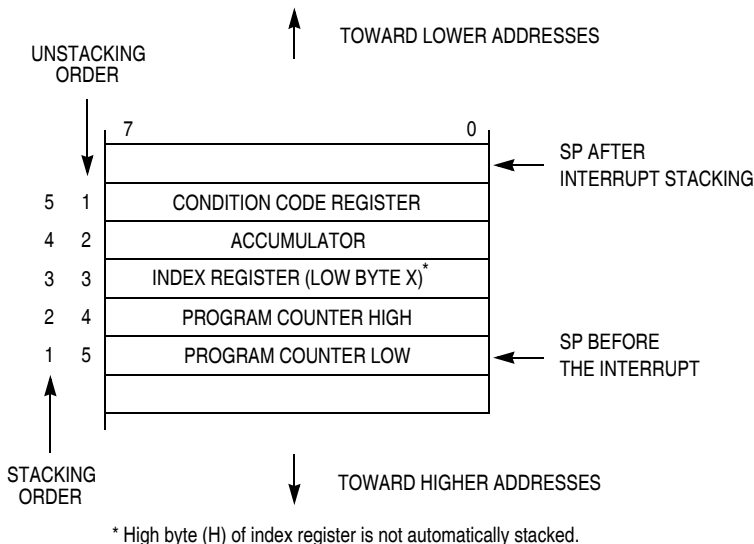 TOWARD LOWER ADDRESSES
UNSTACKING
ORDER
7 0
SP AFTER
INTERRUPT STACKING
5 1 CONDITION CODE REGISTER
4 2 ACCUMULATOR
3 3 INDEX REGISTER (LOW BYTE X)*
2 4 PROGRAM COUNTER HIGH
1 5 PROGRAM COUNTER LOW
SP BEFORE
THE INTERRUPT
STACKING
ORDER
TOWARD HIGHER ADDRESSES
* High byte (H) of index register is not automatically stacked.